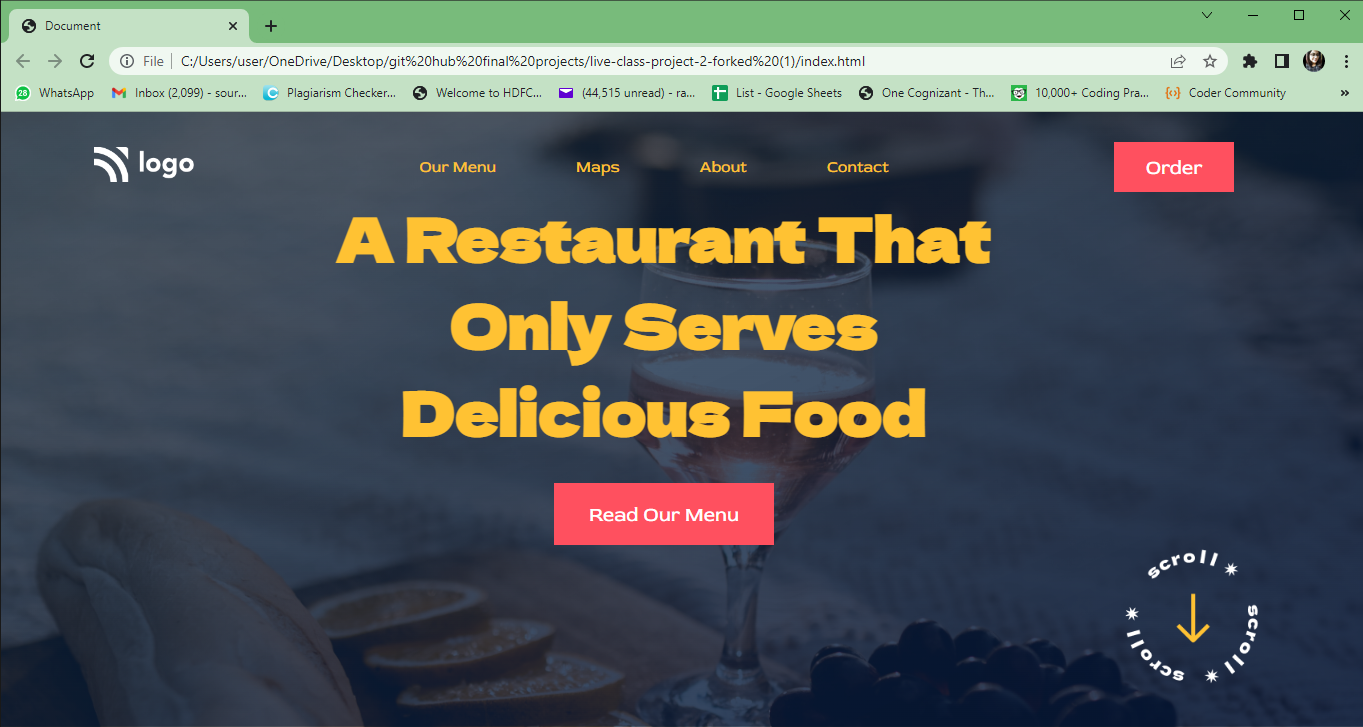 Document
File
C:/Users/user/OneDrive/Desktop/git%20hub%20final%20projects/live-class-project-2-forked%20(1)/index.html
28 WhatsApp
Inbox (2,099) - sour...
C Plagiarism Checker...
Welcome to HDFC...
(44,515 unread) - ra...
List - Google Sheets
One Cognizant - Th...
10,000+ Coding Pra...
Coder Community
»
logo
Our Menu
Maps
About
Contact
Order
A Restaurant That
Only Serves
Delicious Food
Read Our Menu
scroll
scroll
scroll